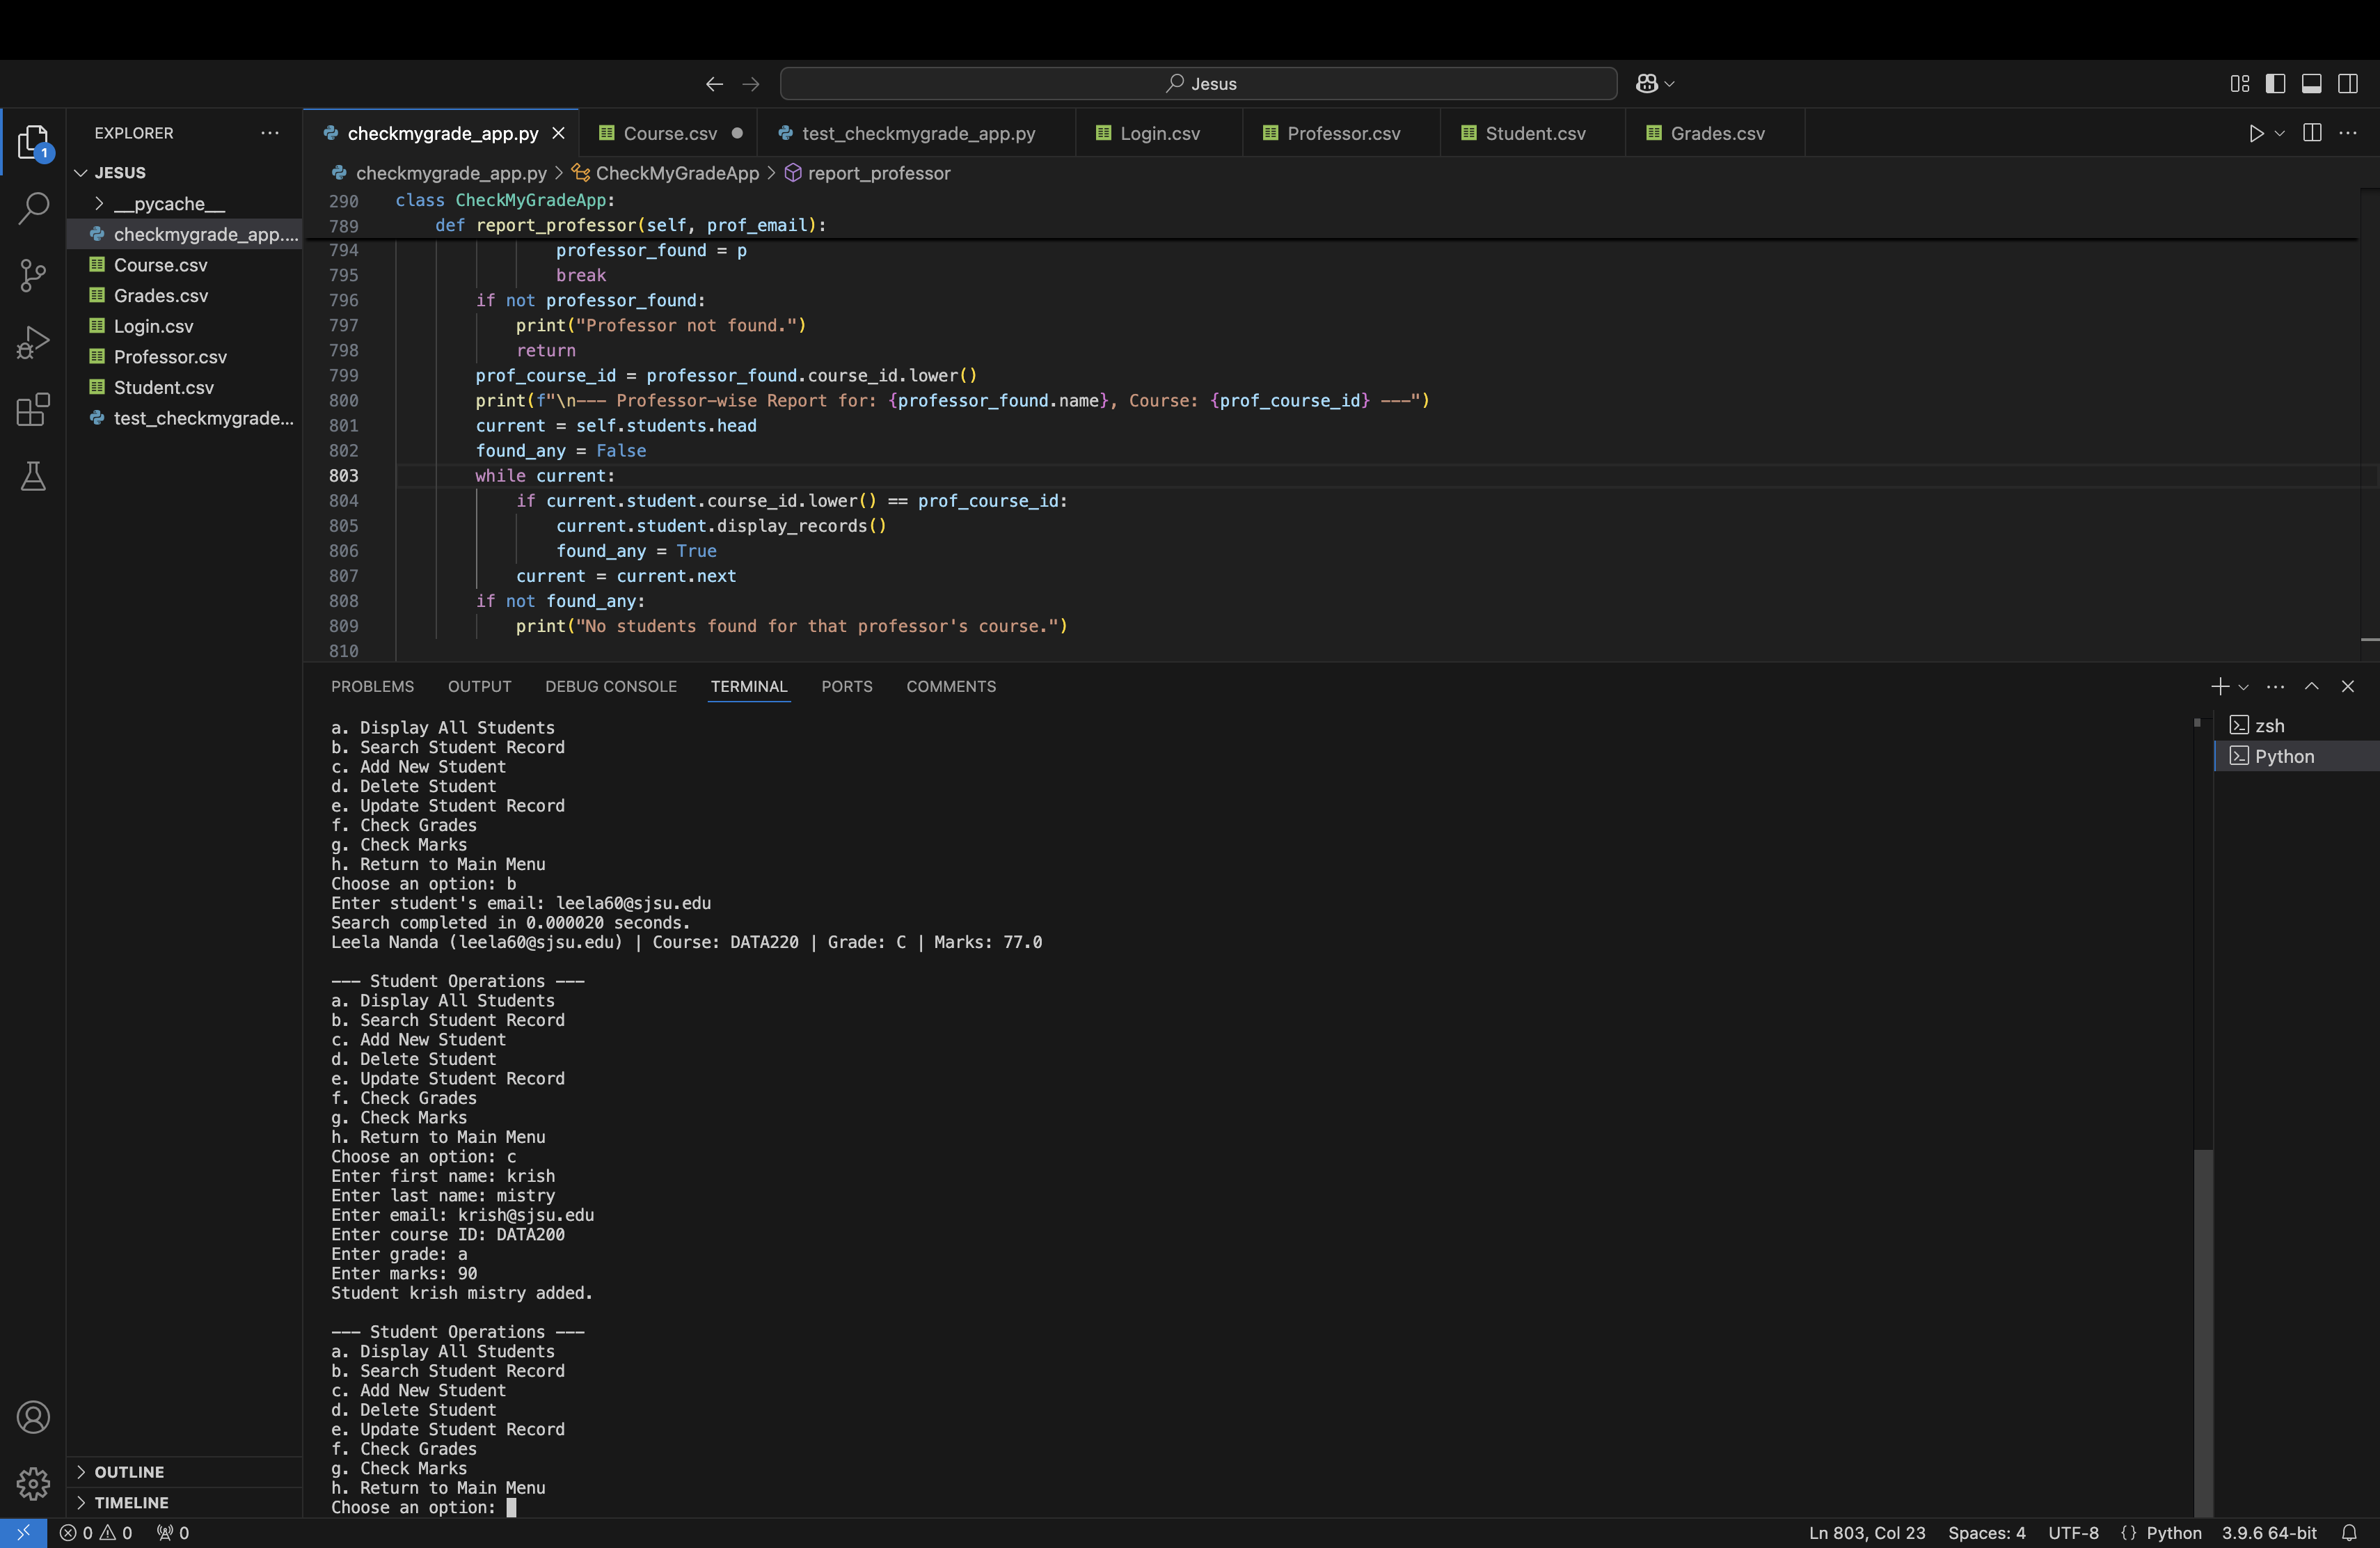 Jesus
EXPLORER
JESUS
__pycache__
checkmygrade_app....
Course.csv
Grades.csv
Login.csv
Professor.csv
Student.csv
test_checkmygrade...
OUTLINE
TIMELINE
1
checkmygrade_app.py
Course.csv
test_checkmygrade_app.py
Login.csv
Professor.csv
Student.csv
Grades.csv
checkmygrade_app.py > CheckMyGradeApp > report_professor
290 class CheckMyGradeApp:
789 def report_professor(self, prof_email):
794 professor_found = p
795 break
796 if not professor_found:
797 print("Professor not found.")
798 return
799 prof_course_id = professor_found.course_id.lower()
800 print(f"\n--- Professor-wise Report for: {professor_found.name}, Course: {prof_course_id} ---")
801 current = self.students.head
802 found_any = False
803 while current:
804 if current.student.course_id.lower() == prof_course_id:
805 current.student.display_records()
806 found_any = True
807 current = current.next
808 if not found_any:
809 print("No students found for that professor's course.")
810
PROBLEMS OUTPUT DEBUG CONSOLE TERMINAL PORTS COMMENTS
a. Display All Students
b. Search Student Record
c. Add New Student
d. Delete Student
e. Update Student Record
f. Check Grades
g. Check Marks
h. Return to Main Menu
Choose an option: b
Enter student's email: leela60@sjsu.edu
Search completed in 0.000020 seconds.
Leela Nanda (leela60@sjsu.edu) | Course: DATA220 | Grade: C | Marks: 77.0
--- Student Operations ---
a. Display All Students
b. Search Student Record
c. Add New Student
d. Delete Student
e. Update Student Record
f. Check Grades
g. Check Marks
h. Return to Main Menu
Choose an option: c
Enter first name: krish
Enter last name: mistry
Enter email: krish@sjsu.edu
Enter course ID: DATA200
Enter grade: a
Enter marks: 90
Student krish mistry added.
--- Student Operations ---
a. Display All Students
b. Search Student Record
c. Add New Student
d. Delete Student
e. Update Student Record
f. Check Grades
g. Check Marks
h. Return to Main Menu
Choose an option:
zsh
Python
0 0 0
Ln 803, Col 23 Spaces: 4 UTF-8 {} Python 3.9.6 64-bit